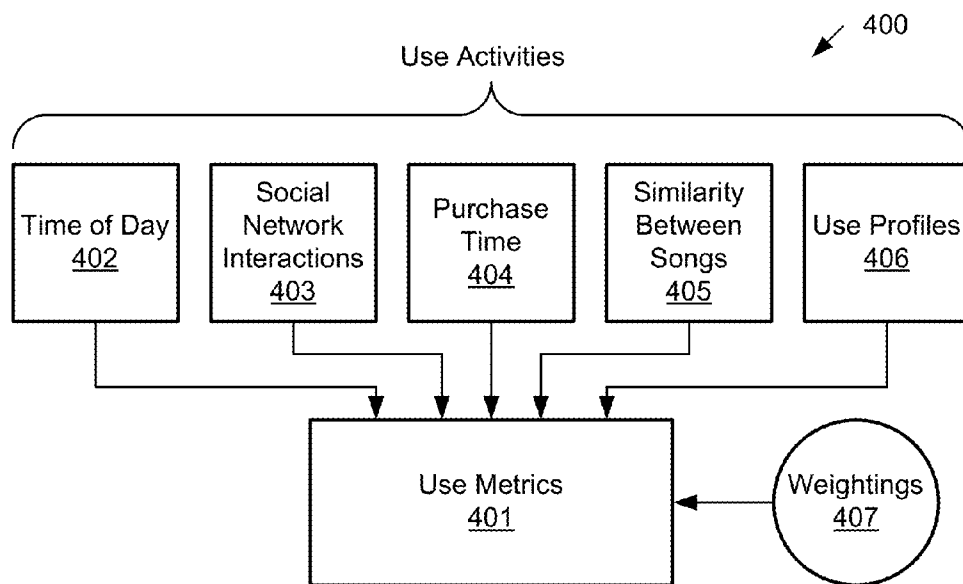 400
Use Activities
Time of Day
402
Social
Network
Interactions
403
Purchase
Time
404
Similarity
Between
Songs
405
Use Profiles
406
Use Metrics
401
Weightings
407